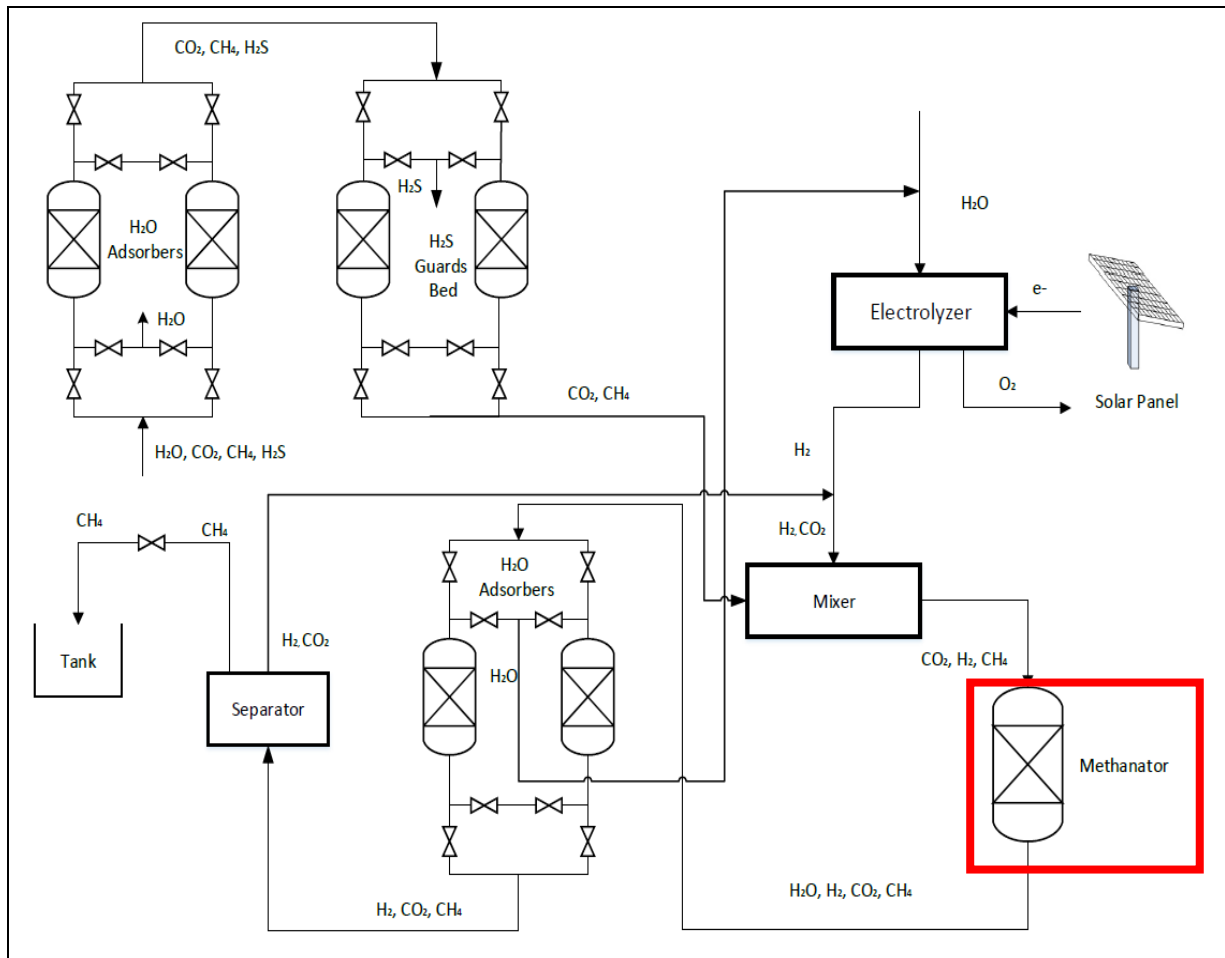 CO₂, CH₄, H₂S
H₂S
H₂O
H₂O
Adsorbers
H₂S
Guards
Bed
e-
Electrolyzer
H₂O
O₂
Solar Panel
CO₂, CH₄
H₂O, CO₂, CH₄, H₂S
H₂
CH₄
CH₄
H₂, CO₂
H₂O
Adsorbers
Mixer
H₂, CO₂
Tank
H₂O
CO₂, H₂, CH₄
Separator
Methanator
H₂O, H₂, CO₂, CH₄
H₂, CO₂, CH₄